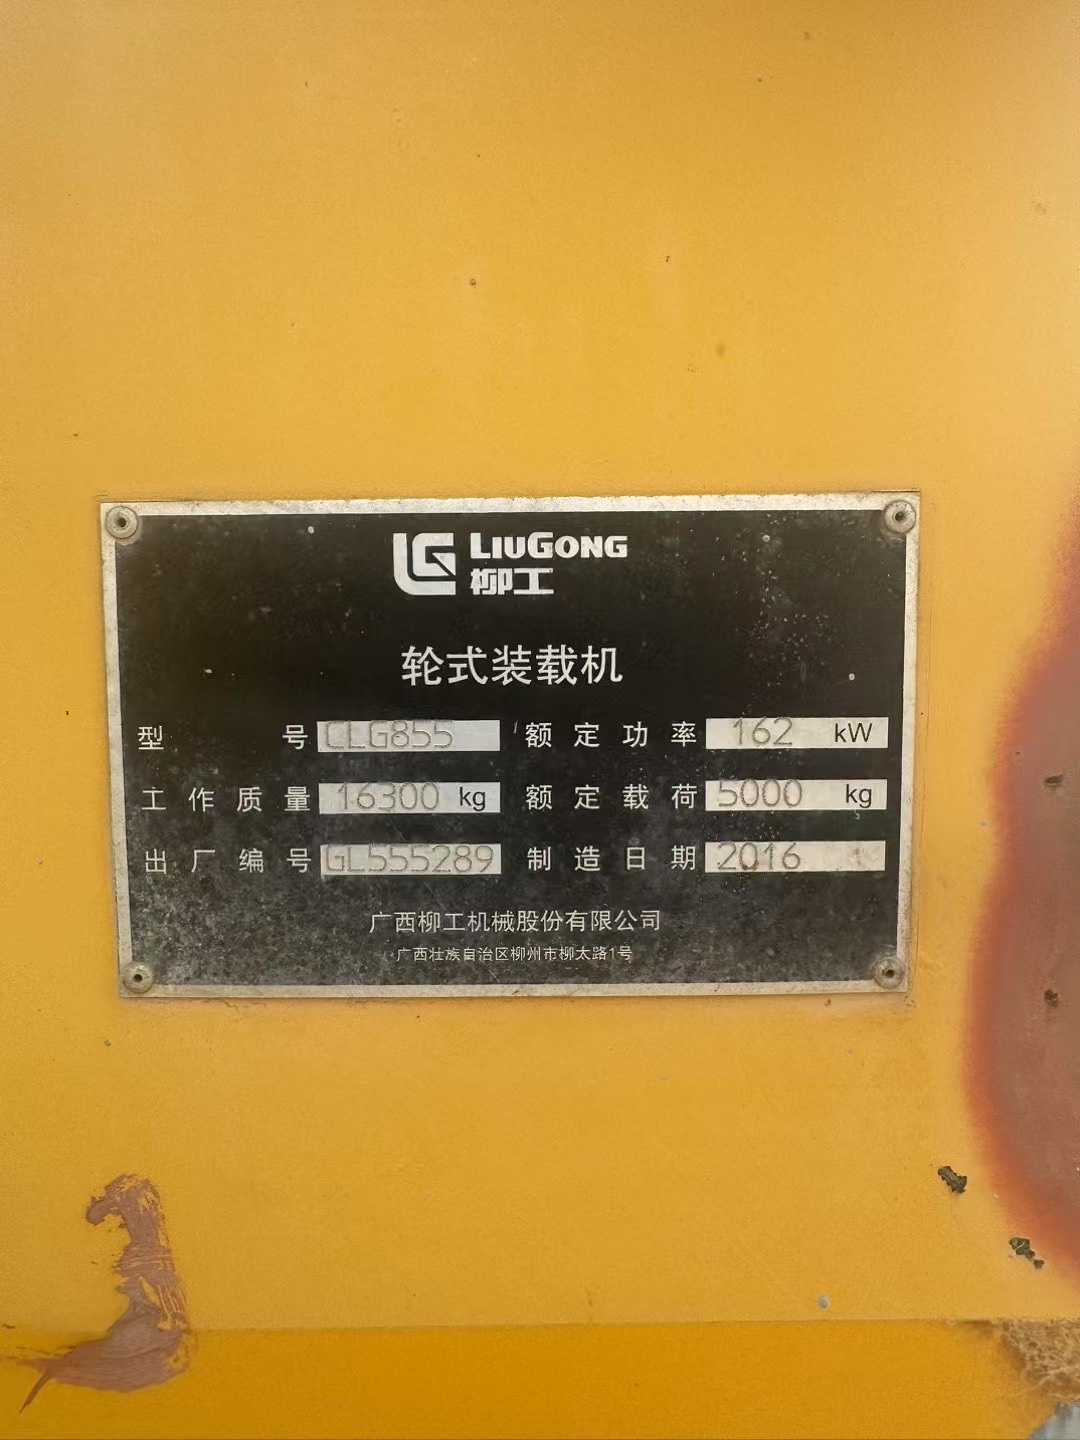 LIUGONG
柳工
轮式装载机
型号 CLG855 额定功率 162 kW
工作质量 16300 kg 额定载荷 5000 kg
出厂编号 GL555289 制造日期 2016
广西柳工机械股份有限公司
广西壮族自治区柳州市柳太路1号